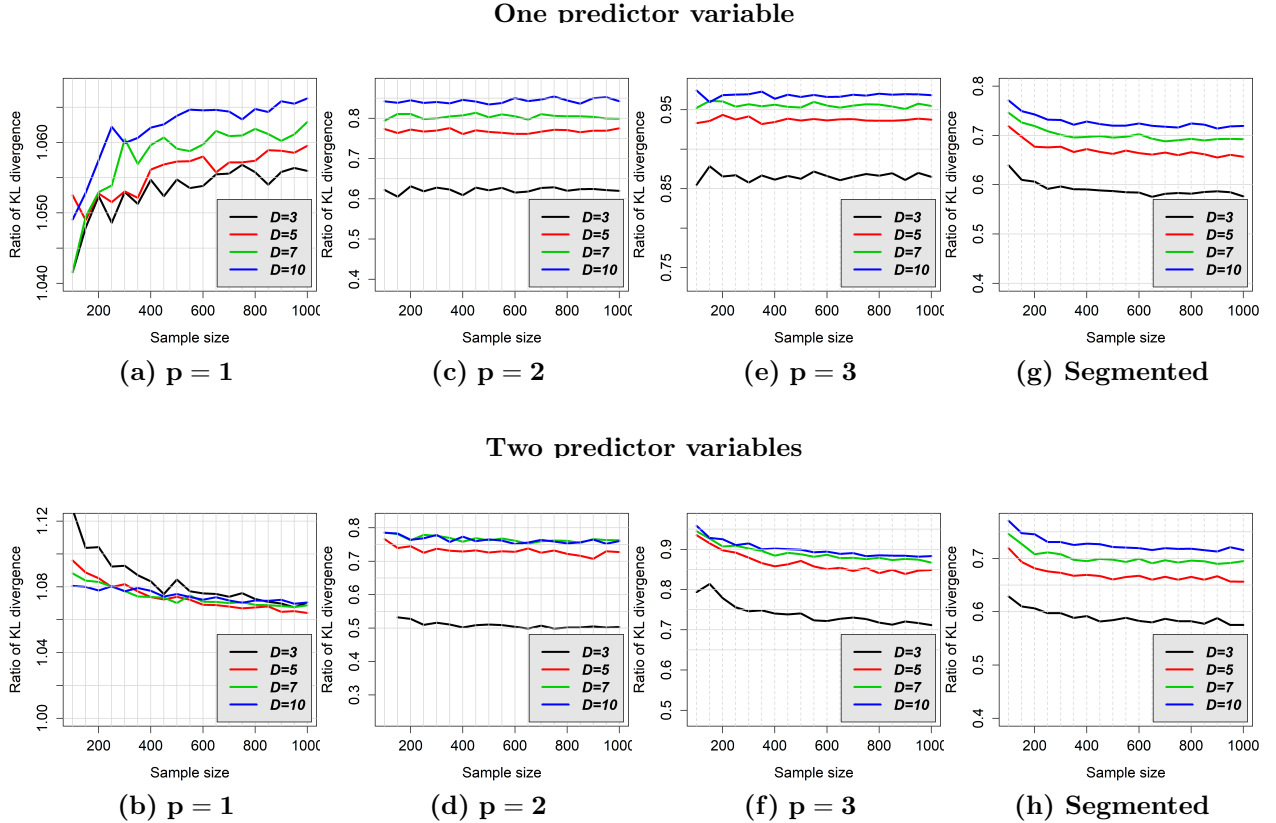 One predictor variable
Ratio of KL divergence
1.040
1.050
1.060
200
400
600
800
1000
Sample size
D=3
D=5
D=7
D=10
(a) p = 1
Ratio of KL divergence
0.4
0.5
0.6
0.7
0.8
200
400
600
800
1000
Sample size
D=3
D=5
D=7
D=10
(c) p = 2
Ratio of KL divergence
0.75
0.85
0.95
200
400
600
800
1000
Sample size
D=3
D=5
D=7
D=10
(e) p = 3
Ratio of KL divergence
0.4
0.5
0.6
0.7
0.8
200
400
600
800
1000
Sample size
D=3
D=5
D=7
D=10
(g) Segmented
Two predictor variables
Ratio of KL divergence
1.00
1.04
1.08
1.12
200
400
600
800
1000
Sample size
D=3
D=5
D=7
D=10
(b) p = 1
Ratio of KL divergence
0.3
0.4
0.5
0.6
0.7
0.8
200
400
600
800
1000
Sample size
D=3
D=5
D=7
D=10
(d) p = 2
Ratio of KL divergence
0.5
0.6
0.7
0.8
0.9
200
400
600
800
1000
Sample size
D=3
D=5
D=7
D=10
(f) p = 3
Ratio of KL divergence
0.4
0.5
0.6
0.7
200
400
600
800
1000
Sample size
D=3
D=5
D=7
D=10
(h) Segmented